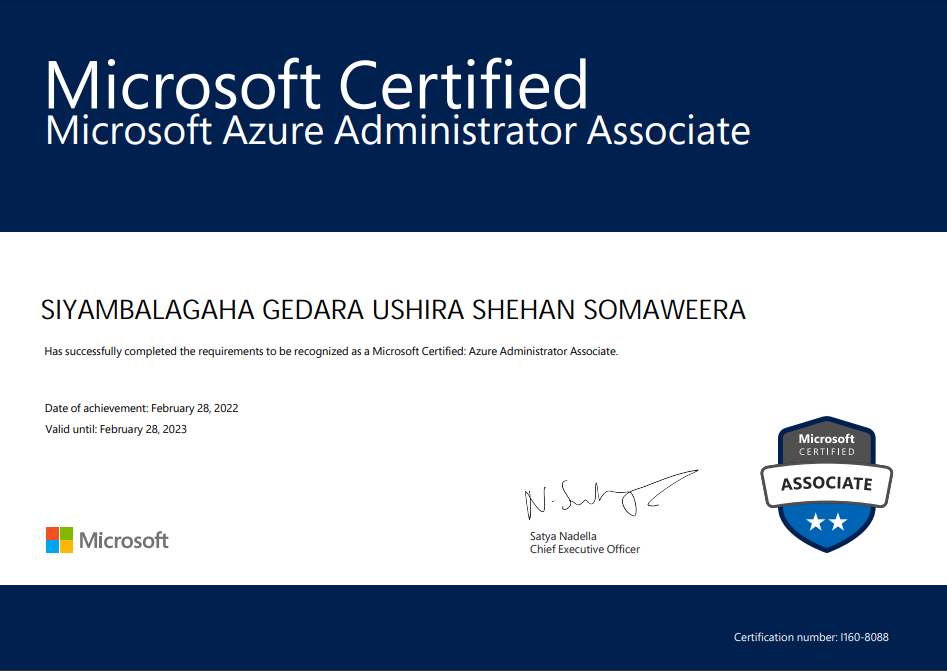 Microsoft Certified
Microsoft Azure Administrator Associate
SIYAMBALAGAHA GEDARA USHIRA SHEHAN SOMAWEERA
Has successfully completed the requirements to be recognized as a Microsoft Certified: Azure Administrator Associate.
Date of achievement: February 28, 2022
Valid until: February 28, 2023
Microsoft
CERTIFIED
ASSOCIATE
Satya Nadella
Chief Executive Officer
Microsoft
Certification number: I160-8088